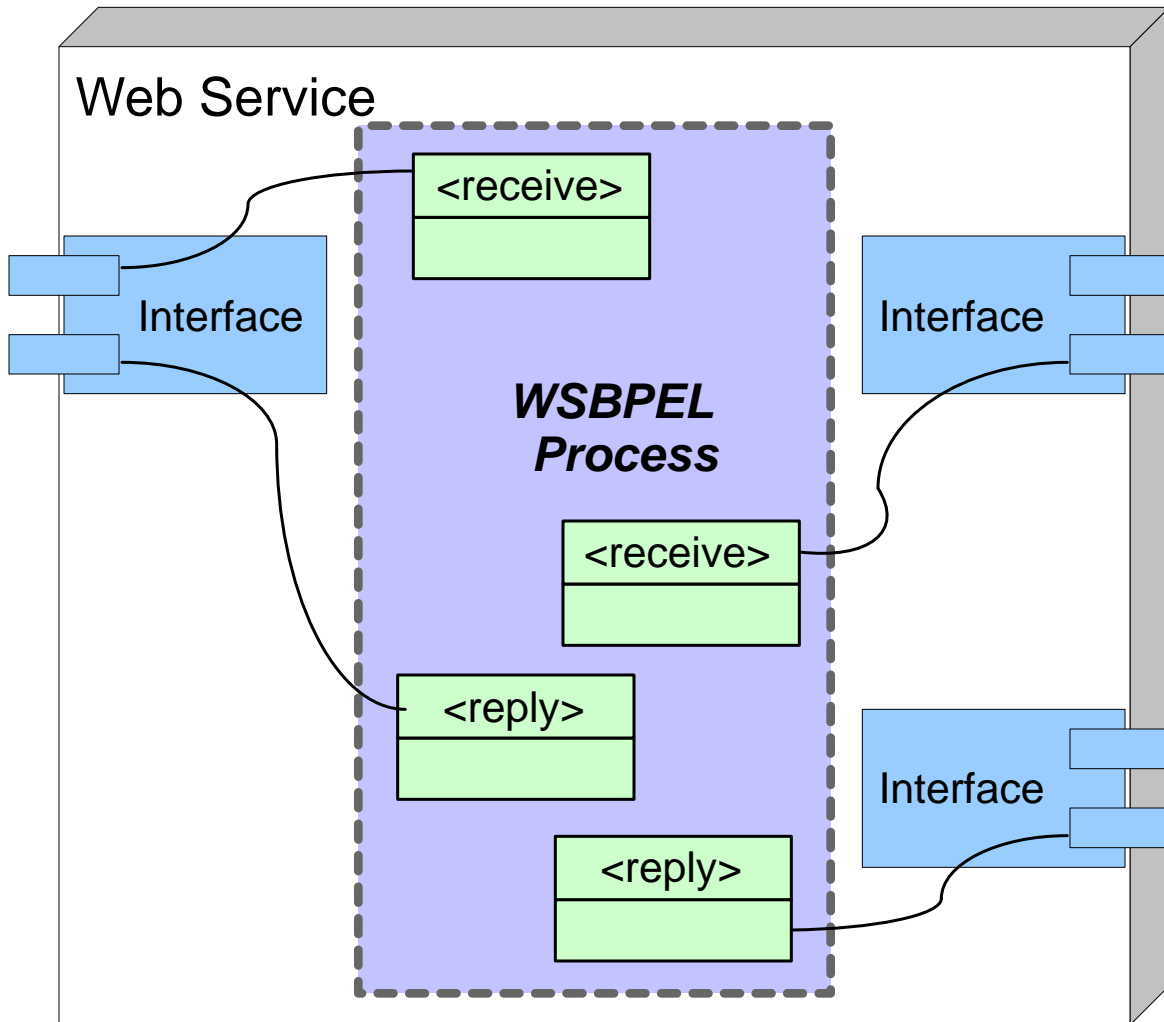 Web Service
<receive>
Interface
Interface
WSBPEL
Process
<receive>
<reply>
Interface
<reply>